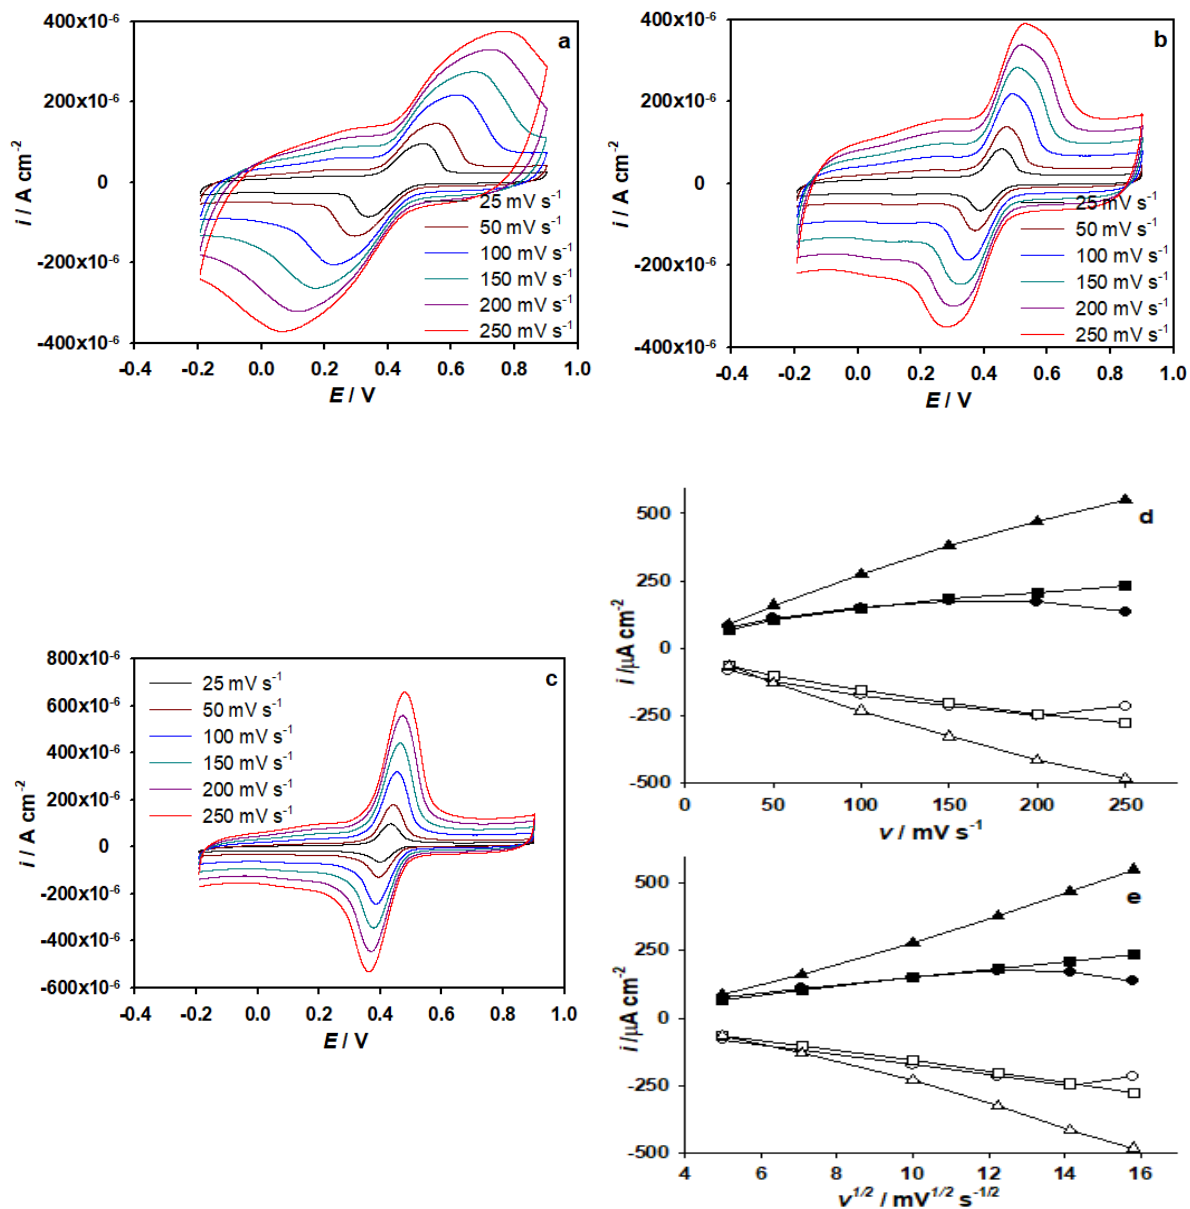 a
400x10-6
200x10-6
0
-200x10-6
-400x10-6
i / A cm-2
25 mV s-1
50 mV s-1
100 mV s-1
150 mV s-1
200 mV s-1
250 mV s-1
-0.4 -0.2 0.0 0.2 0.4 0.6 0.8 1.0
E / V
b
400x10-6
200x10-6
0
-200x10-6
-400x10-6
i / A cm-2
25 mV s-1
50 mV s-1
100 mV s-1
150 mV s-1
200 mV s-1
250 mV s-1
-0.4 -0.2 0.0 0.2 0.4 0.6 0.8 1.0
E / V
c
800x10-6
600x10-6
400x10-6
200x10-6
0
-200x10-6
-400x10-6
-600x10-6
i / A cm-2
25 mV s-1
50 mV s-1
100 mV s-1
150 mV s-1
200 mV s-1
250 mV s-1
-0.4 -0.2 0.0 0.2 0.4 0.6 0.8 1.0
E / V
d
500
250
0
-250
-500
i /µA cm-2
0 50 100 150 200 250
v / mV s-1
e
500
250
0
-250
-500
i /µA cm-2
4 6 8 10 12 14 16
v1/2 / mV1/2 s-1/2